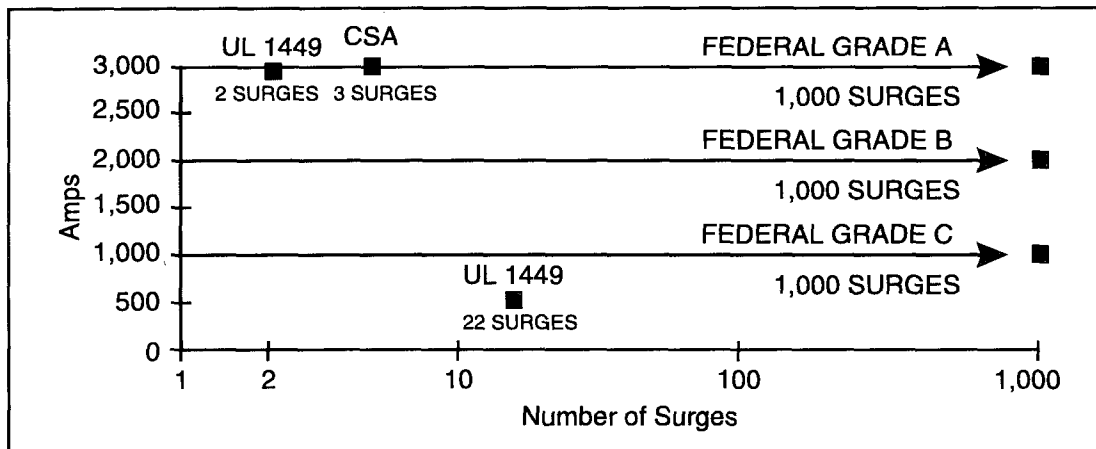 UL 1449 CSA FEDERAL GRADE A
3,000
2 SURGES 3 SURGES 1,000 SURGES
2,500
FEDERAL GRADE B
2,000
1,000 SURGES
1,500
FEDERAL GRADE C
1,000
UL 1449 1,000 SURGES
500
22 SURGES
0
Amps
1 2 10 100 1,000
Number of Surges